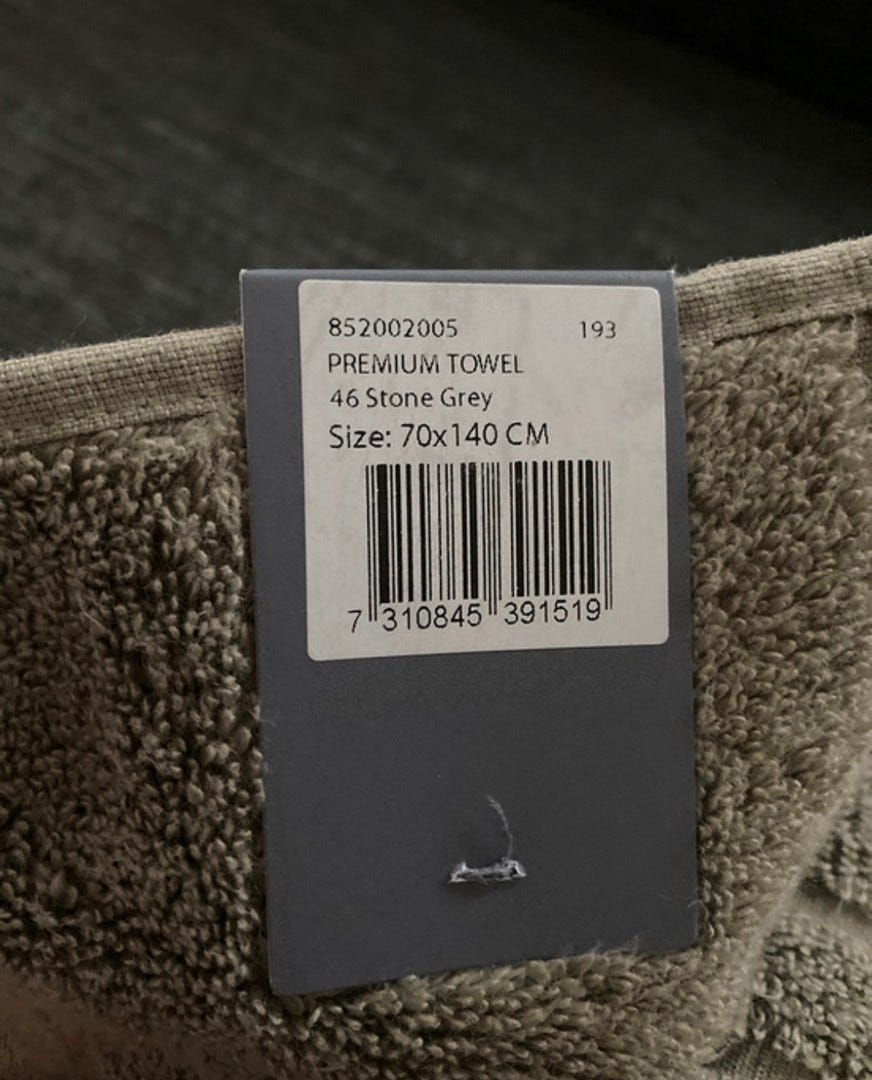 852002005 193
PREMIUM TOWEL
46 Stone Grey
Size: 70x140 CM
7 310845 391519